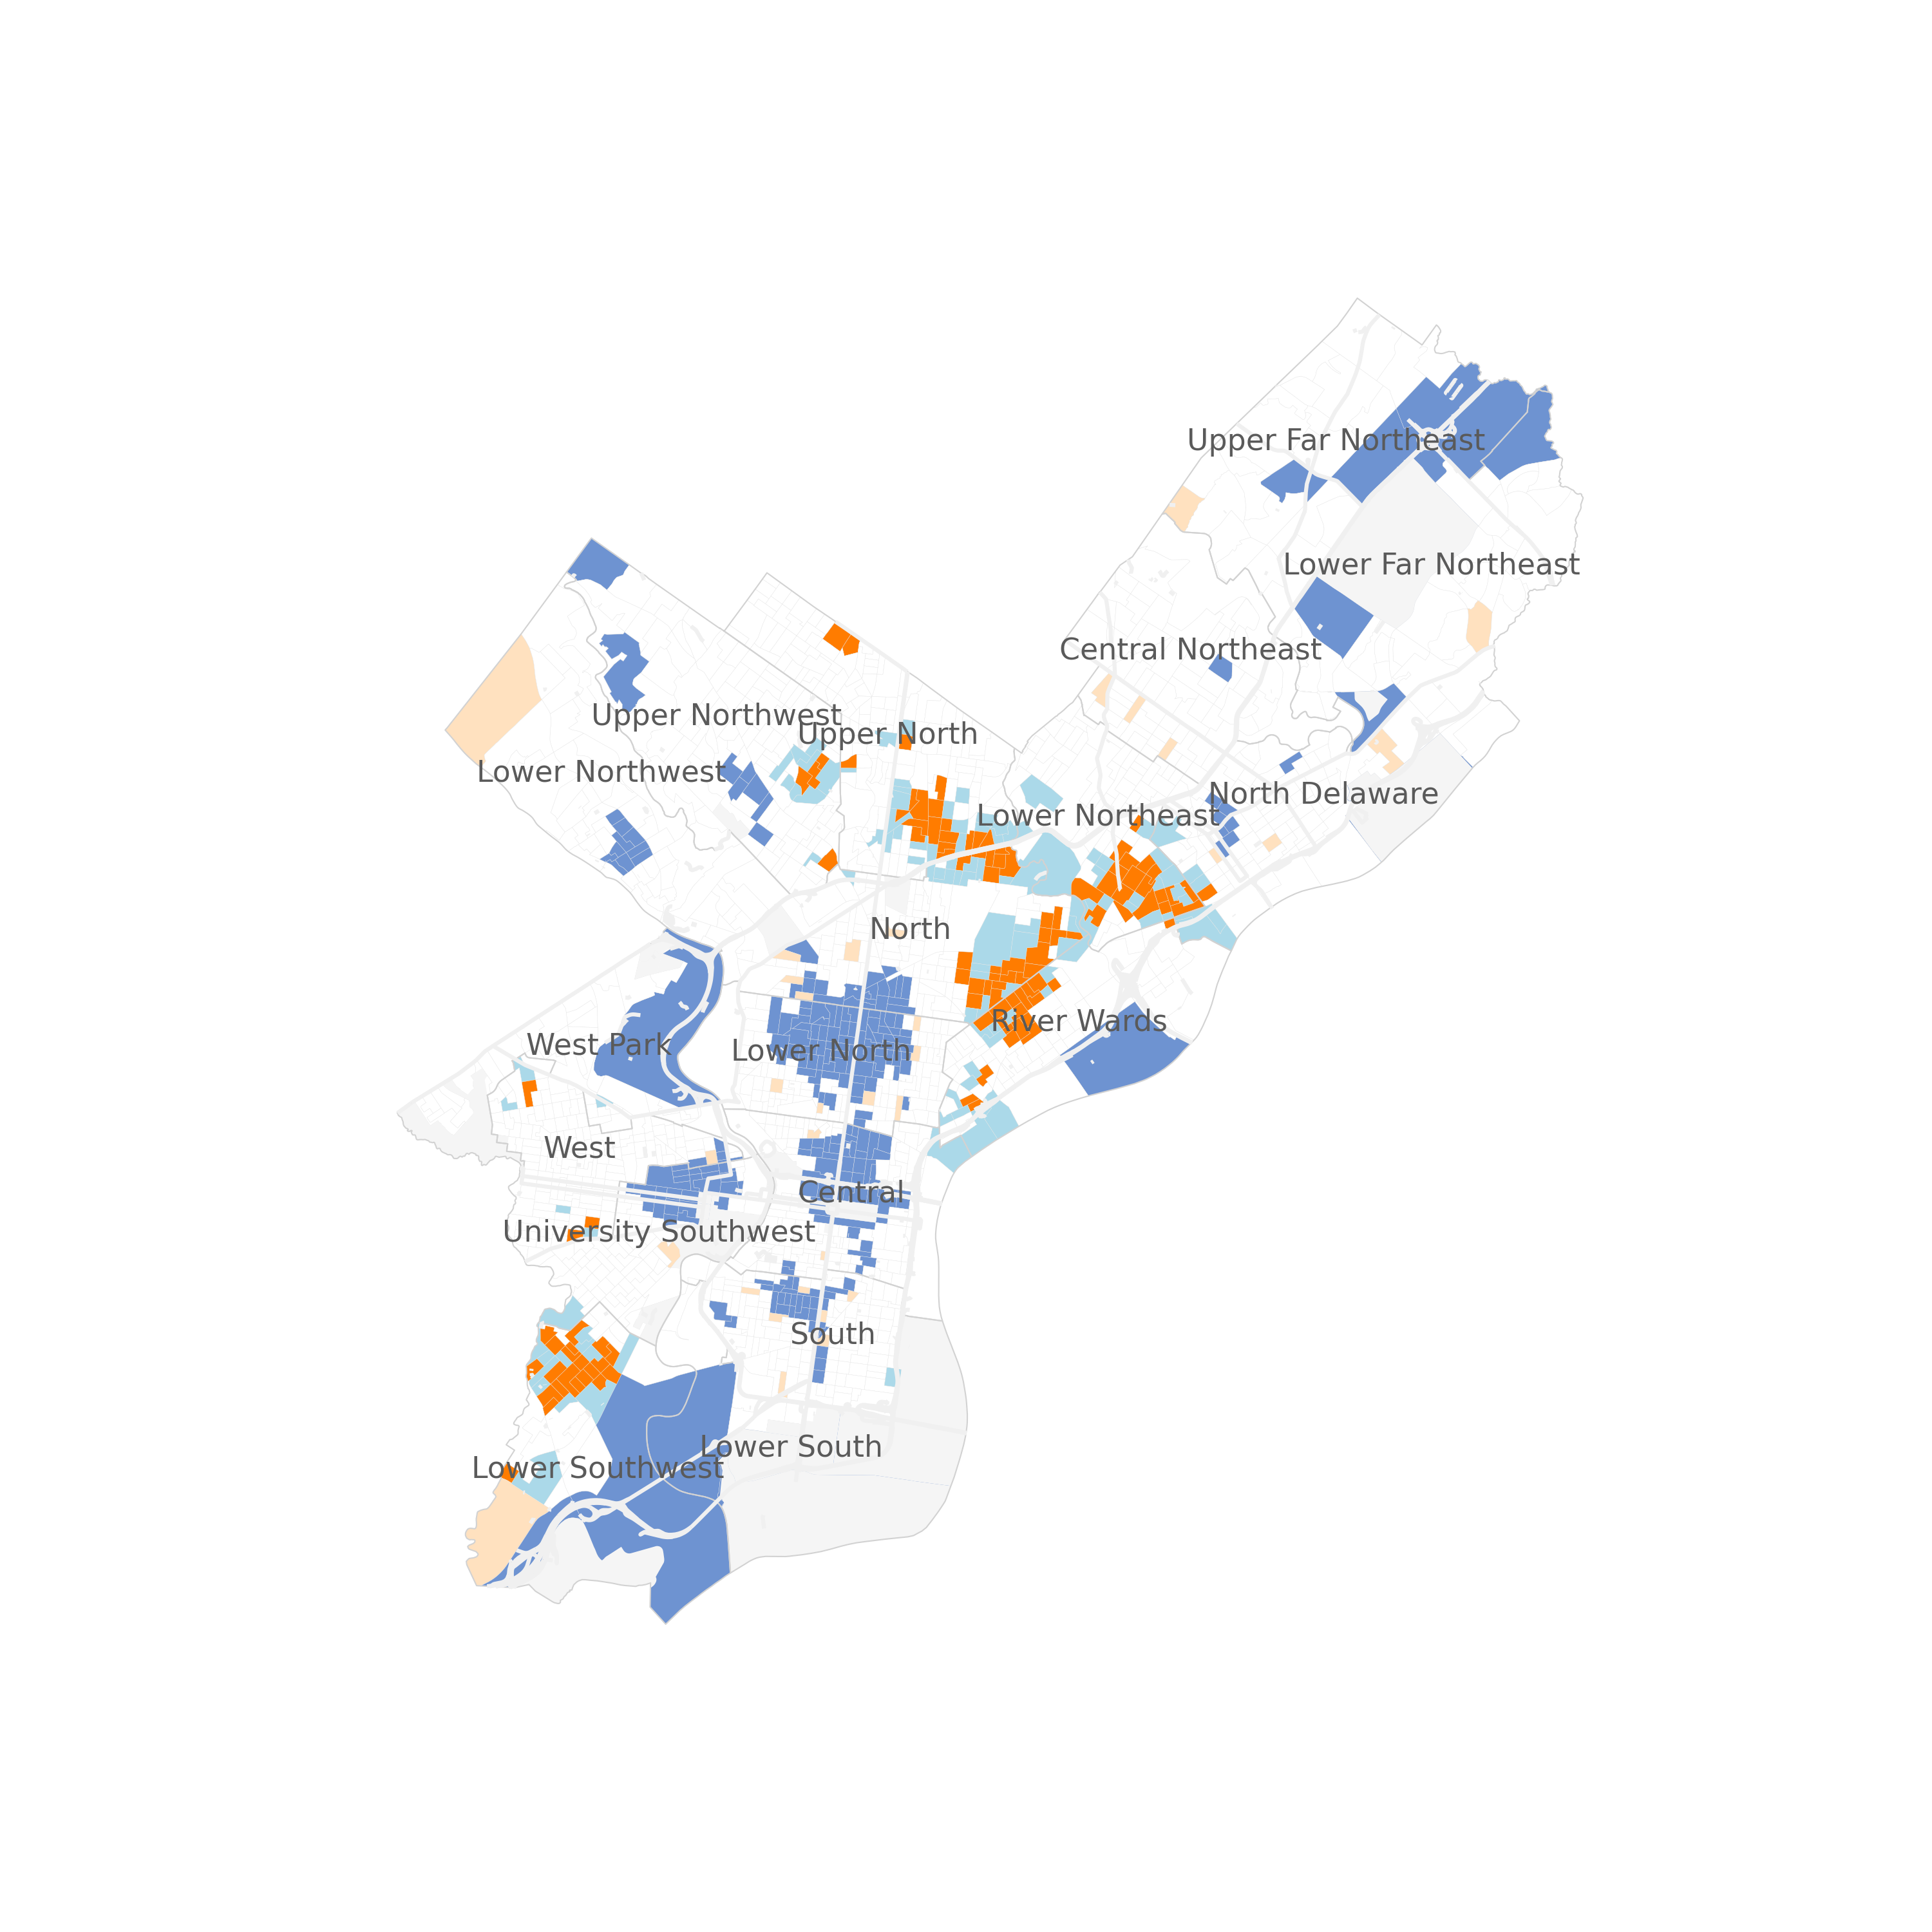 Upper Far Northeast
Lower Far Northeast
Central Northeast
Upper Northwest
Upper North
Lower Northwest
North Delaware
Lower Northeast
North
River Wards
West Park
Lower North
West
Central
University Southwest
South
Lower South
Lower Southwest